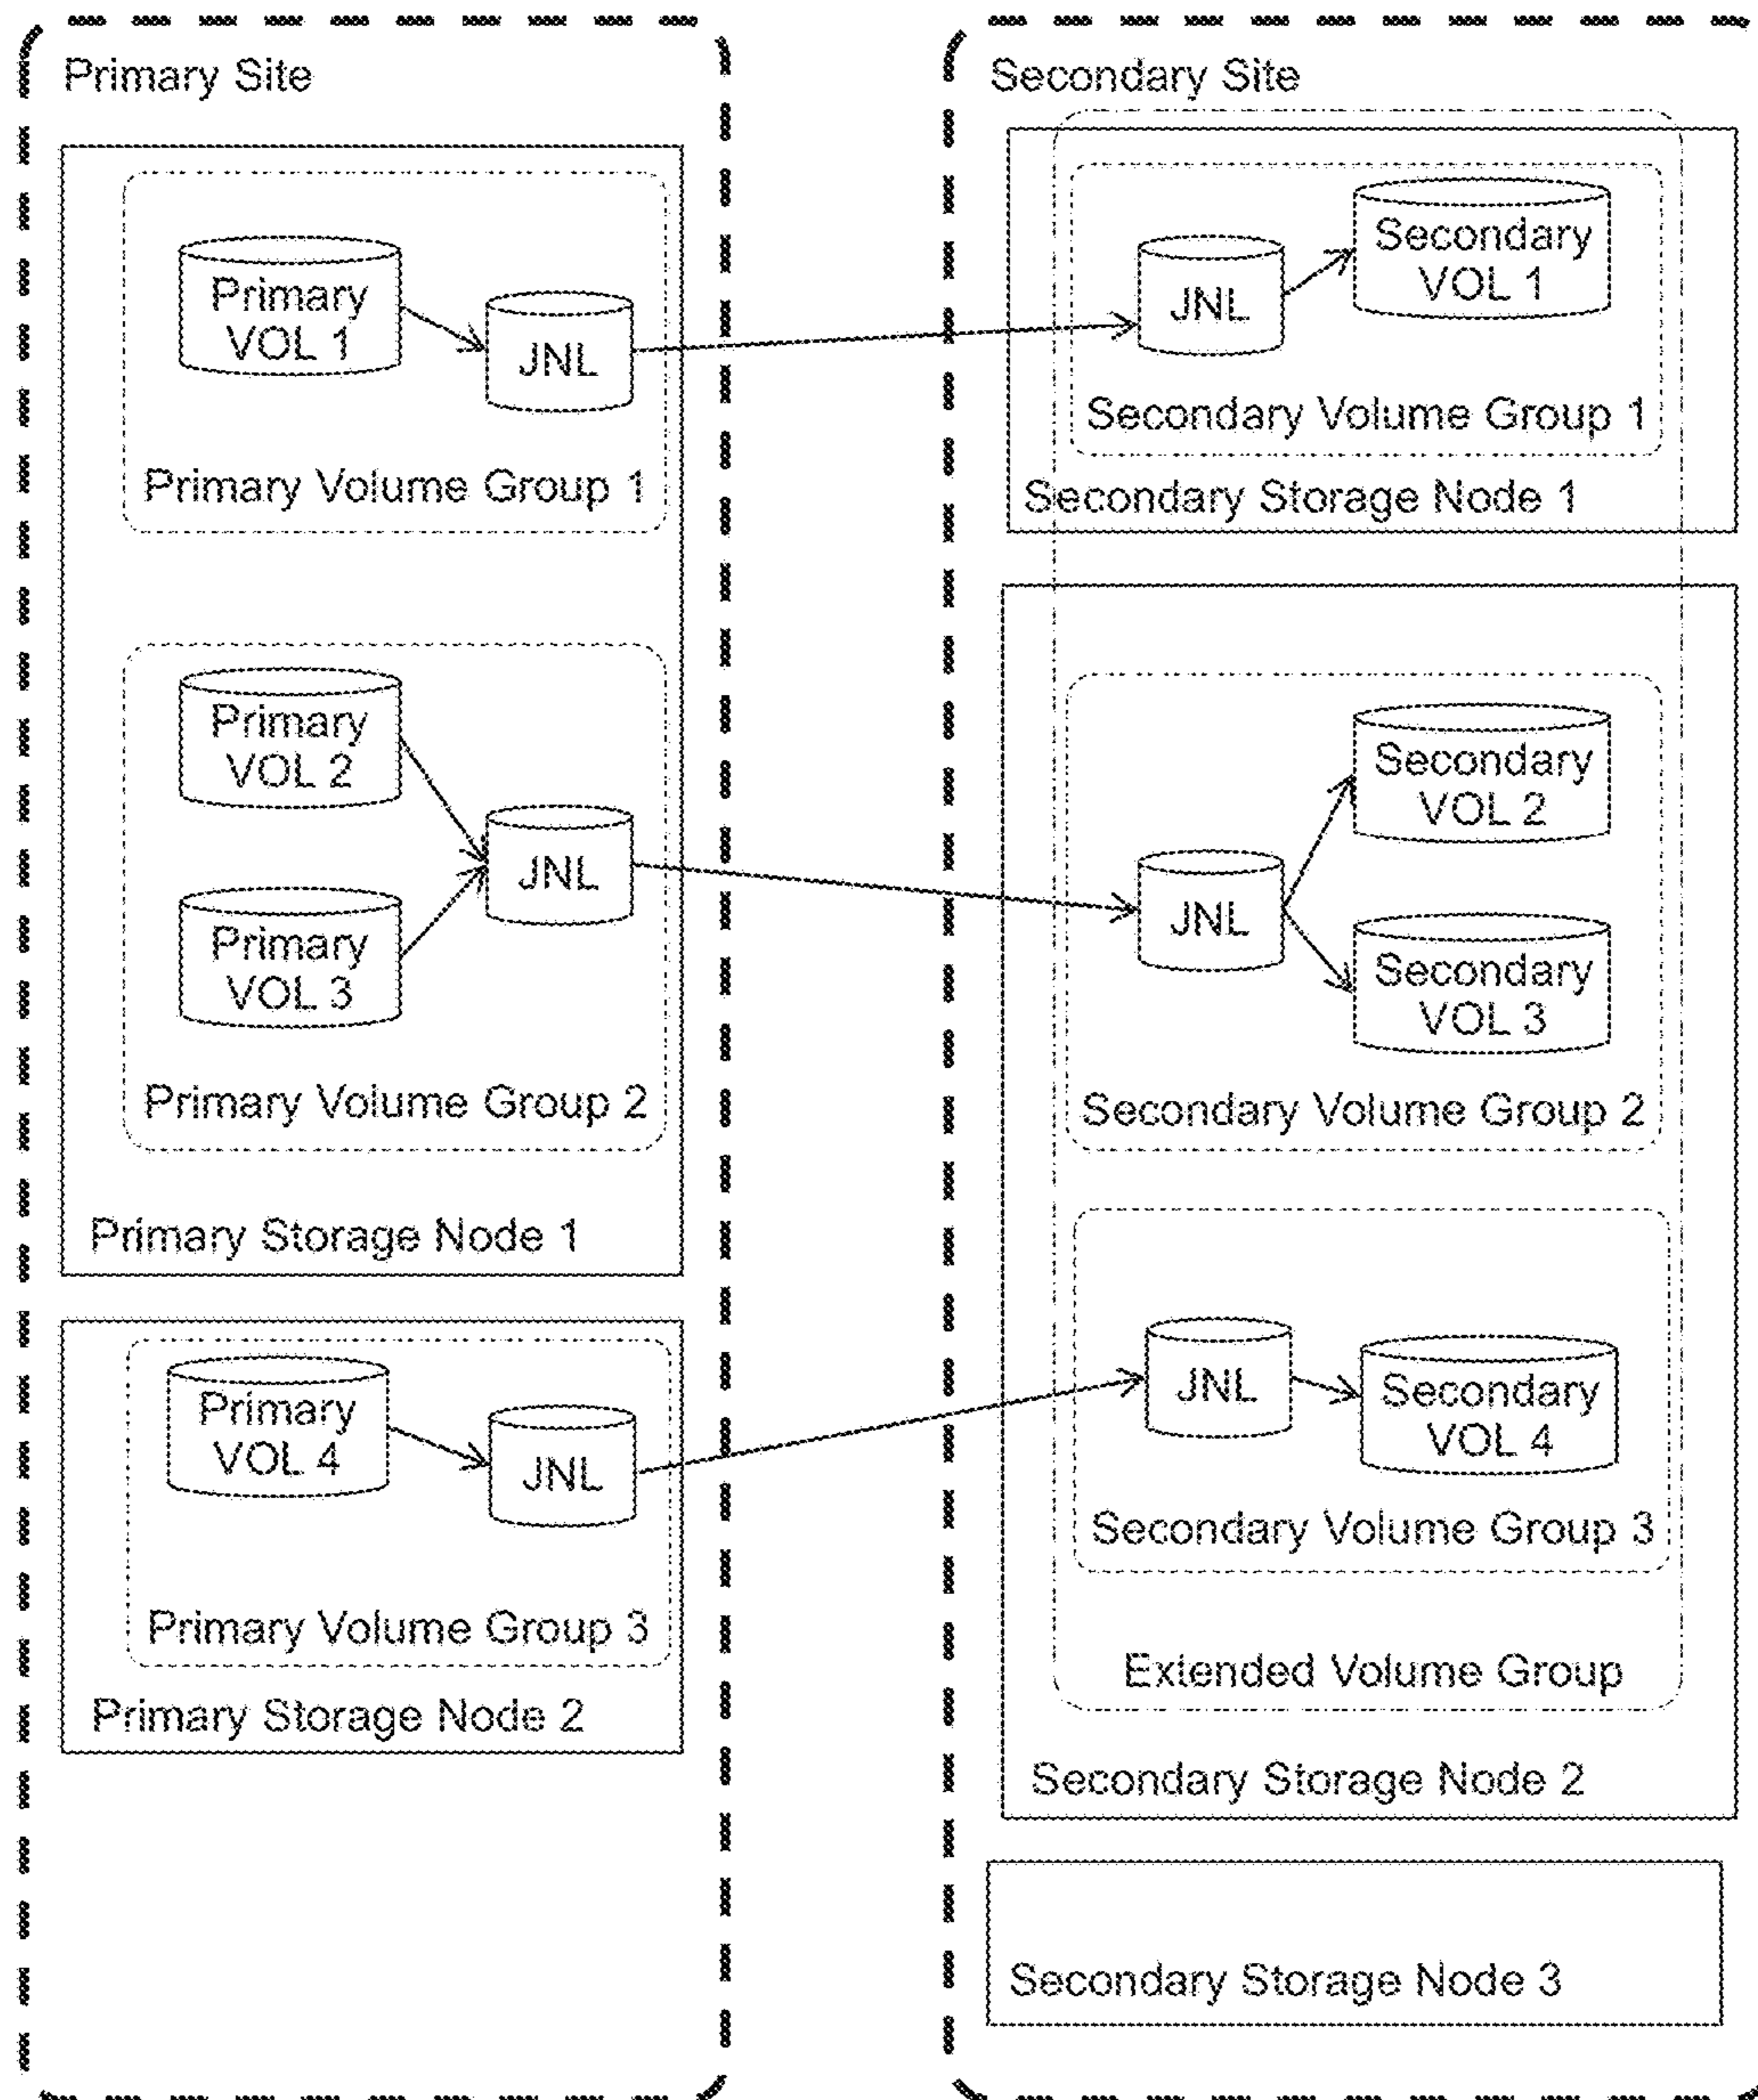 Primary Site
Primary
VOL 1
JNL
Primary Volume Group 1
Primary
VOL 2
JNL
Primary
VOL 3
Primary Volume Group 2
Primary Storage Node 1
Primary
VOL 4
JNL
Primary Volume Group 3
Primary Storage Node 2
Secondary Site
Secondary
VOL 1
JNL
Secondary Volume Group 1
Secondary Storage Node 1
Secondary
VOL 2
JNL
Secondary
VOL 3
Secondary Volume Group 2
JNL
Secondary
VOL 4
Secondary Volume Group 3
Extended Volume Group
Secondary Storage Node 2
Secondary Storage Node 3